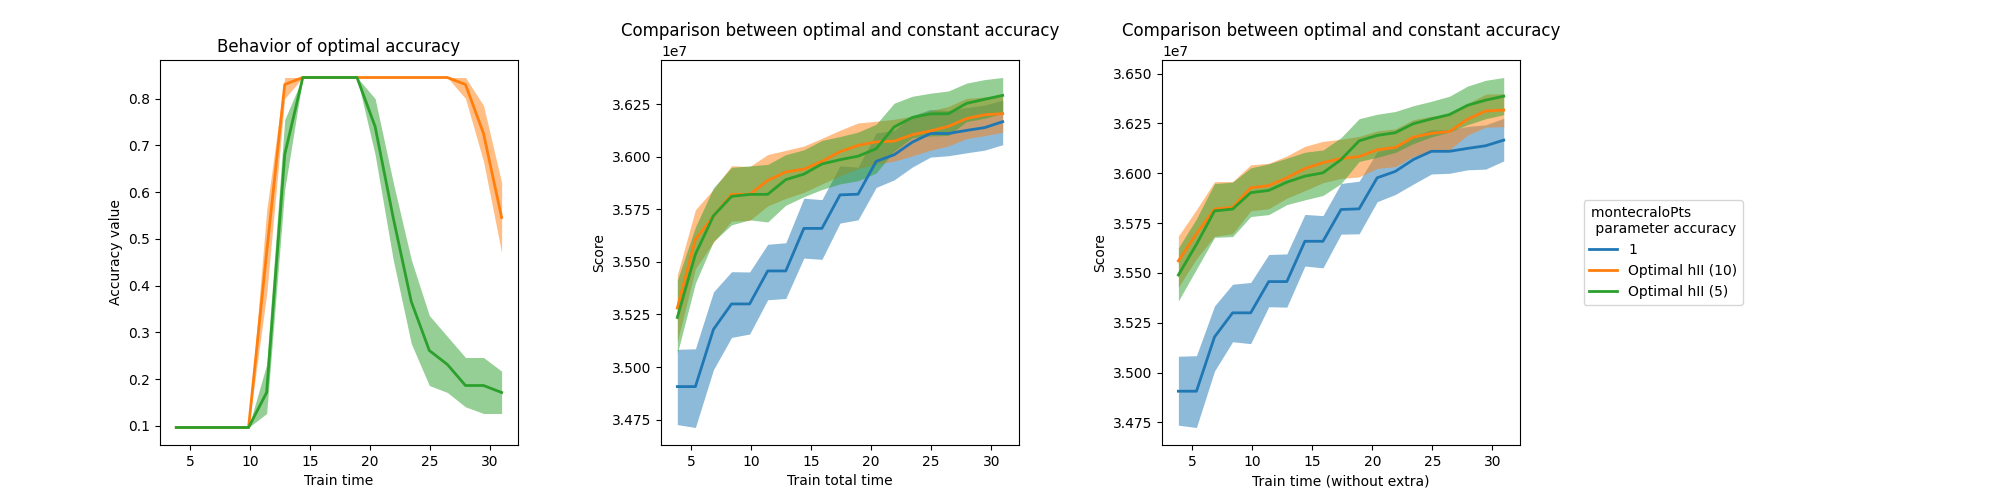 Behavior of optimal accuracy
Accuracy value
0.8
0.7
0.6
0.5
0.4
0.3
0.2
0.1
5 10 15 20 25 30
Train time
Comparison between optimal and constant accuracy
1e7
Score
3.625
3.600
3.575
3.550
3.525
3.500
3.475
5 10 15 20 25 30
Train total time
Comparison between optimal and constant accuracy
1e7
Score
3.650
3.625
3.600
3.575
3.550
3.525
3.500
3.475
5 10 15 20 25 30
Train time (without extra)
montecraloPts
parameter accuracy
1
Optimal hII (10)
Optimal hII (5)